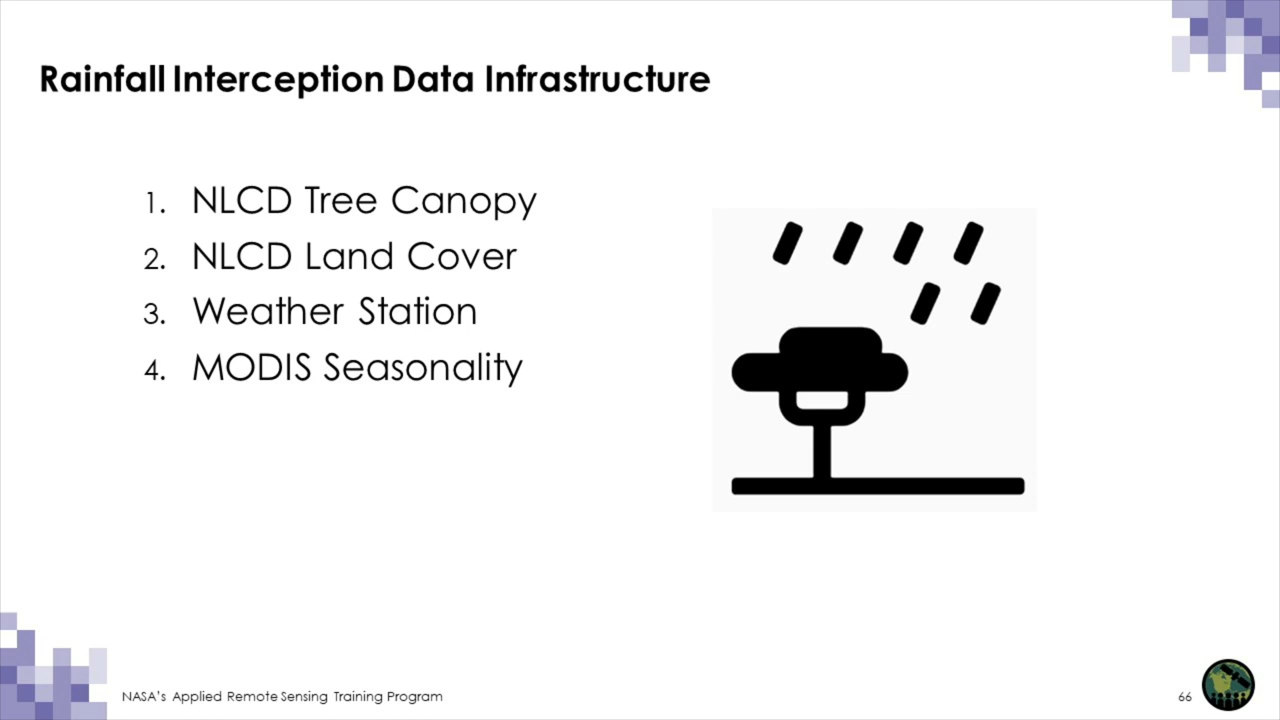 Rainfall Interception Data Infrastructure
1. NLCD Tree Canopy
2. NLCD Land Cover
3. Weather Station
4. MODIS Seasonality
NASA's Applied Remote Sensing Training Program
66